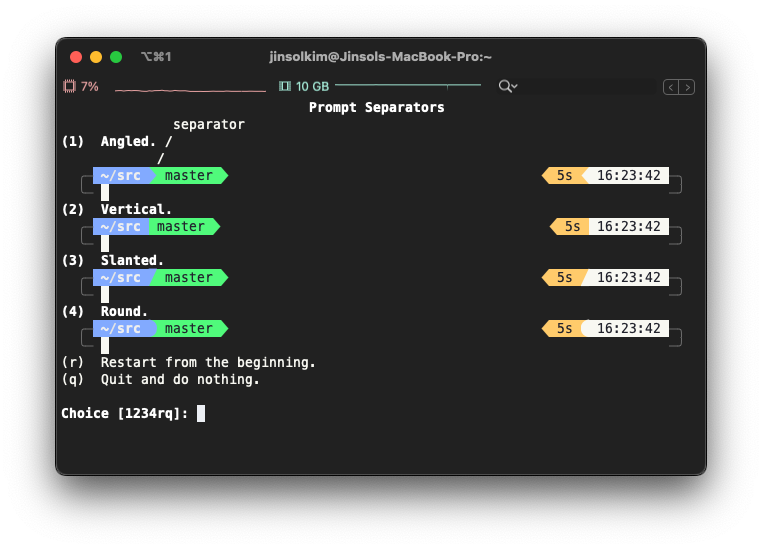 ⌥⌘1 jinsolkim@Jinsols-MacBook-Pro:~
7% 10 GB
Prompt Separators
separator
(1) Angled. /
/
~/src master 5s 16:23:42
(2) Vertical.
~/src master 5s 16:23:42
(3) Slanted.
~/src master 5s 16:23:42
(4) Round.
~/src master 5s 16:23:42
(r) Restart from the beginning.
(q) Quit and do nothing.
Choice [1234rq]: